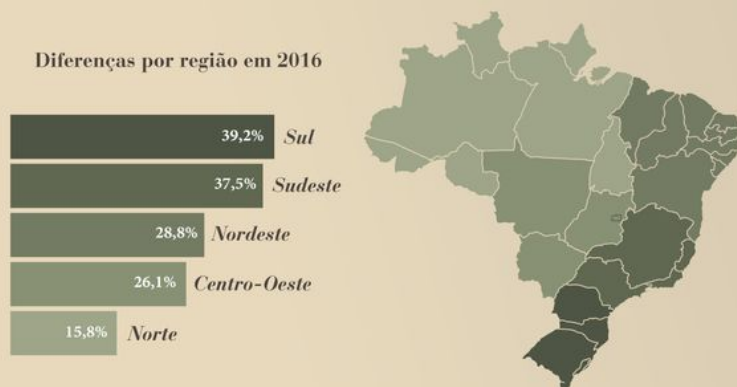 Diferenças por região em 2016
39,2% Sul
37,5% Sudeste
28,8% Nordeste
26,1% Centro-Oeste
15,8% Norte